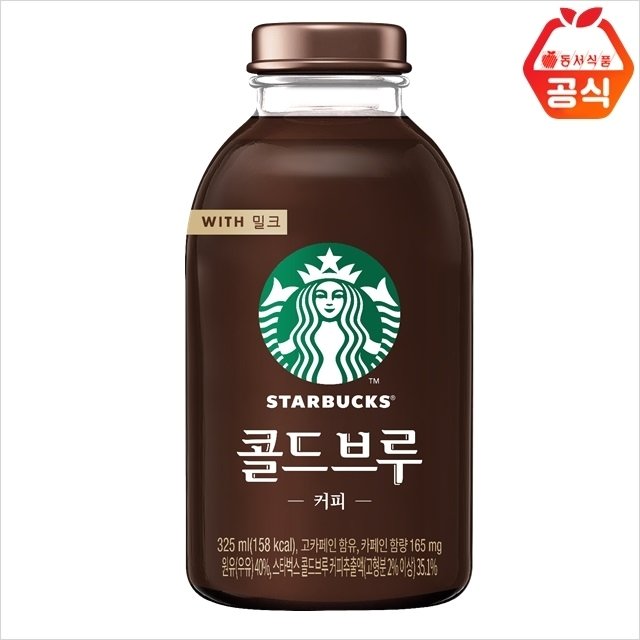 동서식품
공식
WITH 밀크
TM
STARBUCKS®
콜드브루
커피
325 ml(158 kcal), 고카페인 함유, 카페인 함량 165 mg
원유(우유) 40%, 스타벅스 콜드브루 커피추출액(고형분 2% 이상) 35.1%